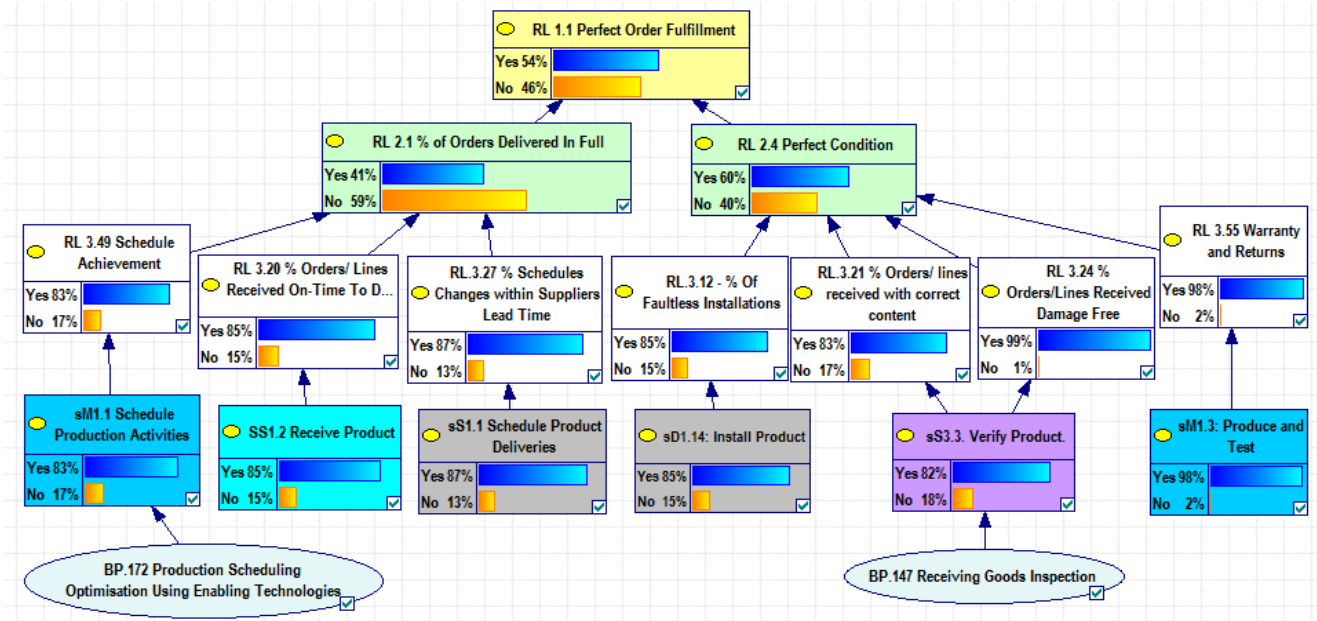 RL 1.1 Perfect Order Fulfillment
Yes 54%
No 46%
RL 2.1 % of Orders Delivered In Full
Yes 41%
No 59%
RL 2.4 Perfect Condition
Yes 60%
No 40%
RL 3.49 Schedule
Achievement
Yes 83%
No 17%
RL 3.20 % Orders/ Lines
Received On-Time To D...
Yes 85%
No 15%
RL.3.27 % Schedules
Changes within Suppliers
Lead Time
Yes 87%
No 13%
RL.3.12 - % Of
Faultless Installations
Yes 85%
No 15%
RL.3.21 % Orders/ lines
received with correct
content
Yes 83%
No 17%
RL 3.24 %
Orders/Lines Received
Damage Free
Yes 99%
No 1%
RL 3.55 Warranty
and Returns
Yes 98%
No 2%
sM1.1 Schedule
Production Activities
Yes 83%
No 17%
SS1.2 Receive Product
Yes 85%
No 15%
sS1.1 Schedule Product
Deliveries
Yes 87%
No 13%
sD1.14: Install Product
Yes 85%
No 15%
sS3.3. Verify Product.
Yes 82%
No 18%
sM1.3: Produce and
Test
Yes 98%
No 2%
BP.172 Production Scheduling
Optimisation Using Enabling Technologies
BP.147 Receiving Goods Inspection